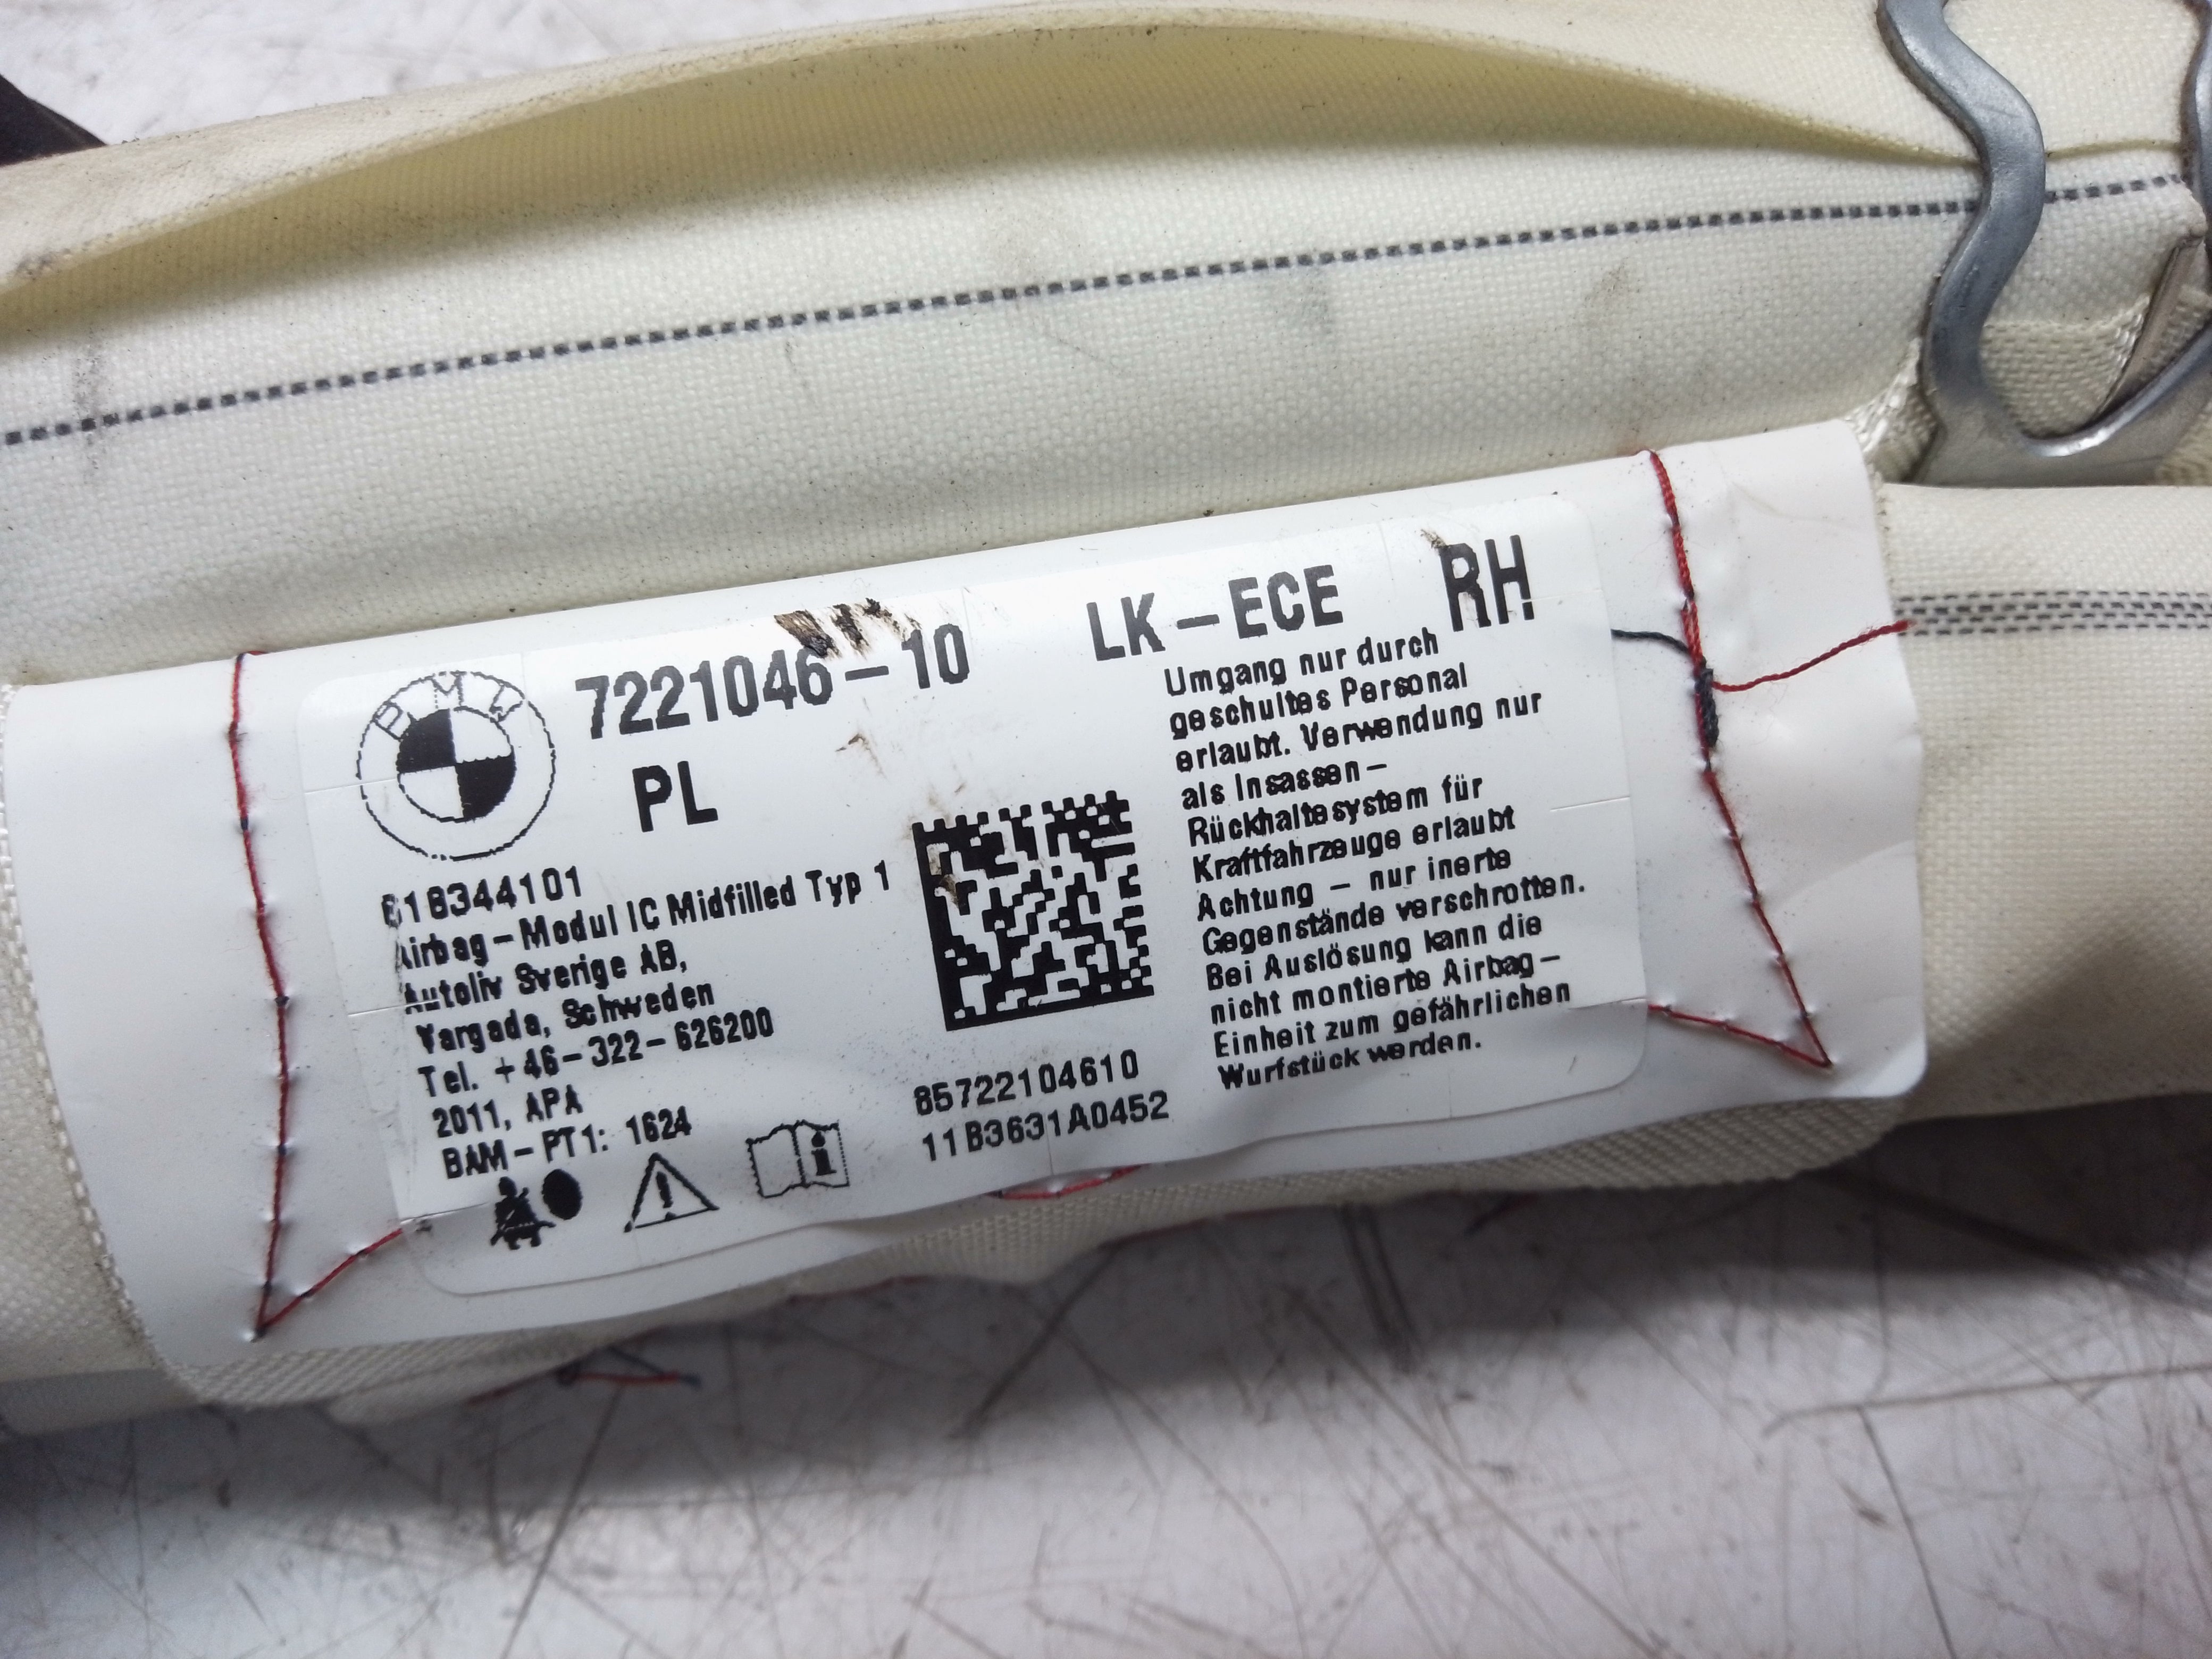 BMW
7221046-10
LK-ECE
RH
PL
618344101
Airbag-Modul IC Midfilled Typ 1
Autoliv Sverige AB,
Vargada, Schweden
Tel. +46-322-626200
2011, APA
BAM-PT1: 1624
85722104610
11B3631A0452
Umgang nur durch
geschultes Personal
erlaubt. Verwendung nur
als Insassen-
Rückhaltesystem für
Kraftfahrzeuge erlaubt
Achtung - nur inerte
Gegenstände verschrotten.
Bei Auslösung kann die
nicht montierte Airbag-
Einheit zum gefährlichen
Wurfstück werden.